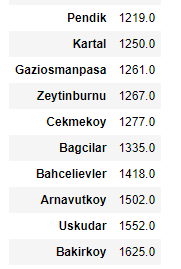 Pendik 1219.0
Kartal 1250.0
Gaziosmanpasa 1261.0
Zeytinburnu 1267.0
Cekmekoy 1277.0
Bagcilar 1335.0
Bahcelievler 1418.0
Arnavutkoy 1502.0
Uskudar 1552.0
Bakirkoy 1625.0